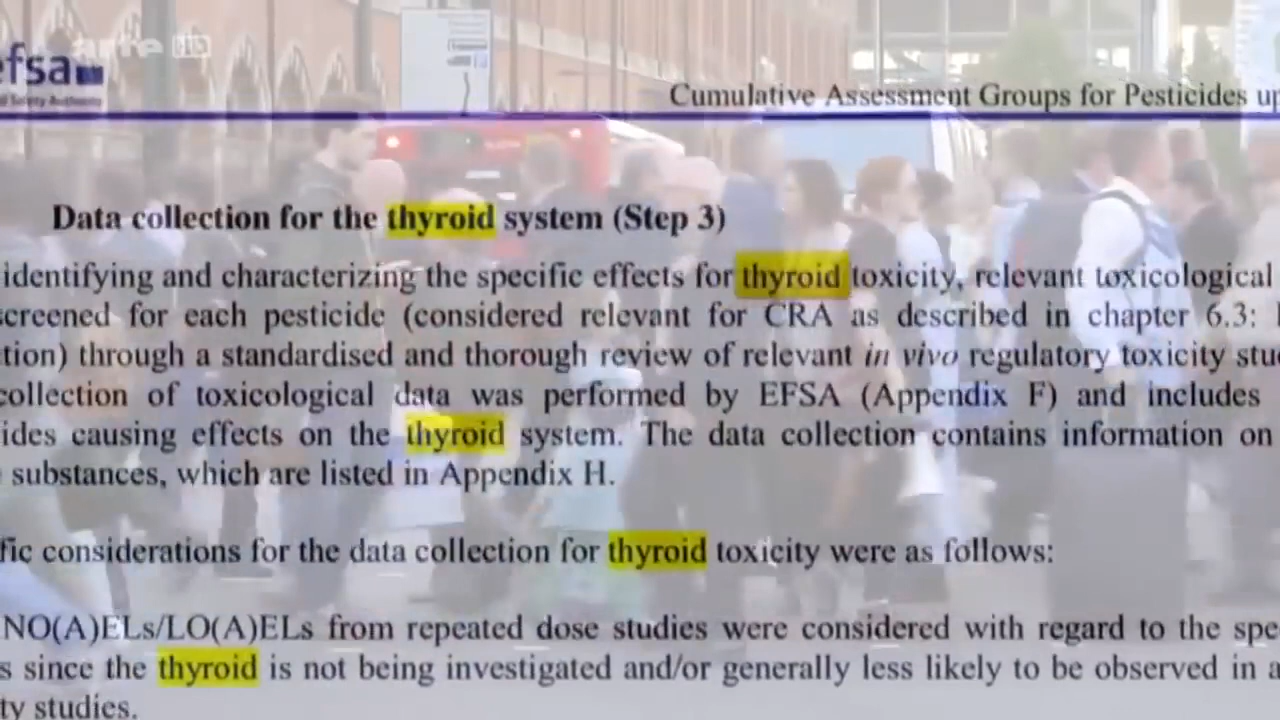 arte HD
efsa
Cumulative Assessment Groups for Pesticides up
Data collection for the thyroid system (Step 3)
identifying and characterizing the specific effects for thyroid toxicity, relevant toxicological
screened for each pesticide (considered relevant for CRA as described in chapter 6.3:
tion) through a standardised and thorough review of relevant in vivo regulatory toxicity stu
collection of toxicological data was performed by EFSA (Appendix F) and includes
ides causing effects on the thyroid system. The data collection contains information on
substances, which are listed in Appendix H.
fic considerations for the data collection for thyroid toxicity were as follows:
NO(A)ELs/LO(A)ELs from repeated dose studies were considered with regard to the spe
s since the thyroid is not being investigated and/or generally less likely to be observed in a
ty studies.